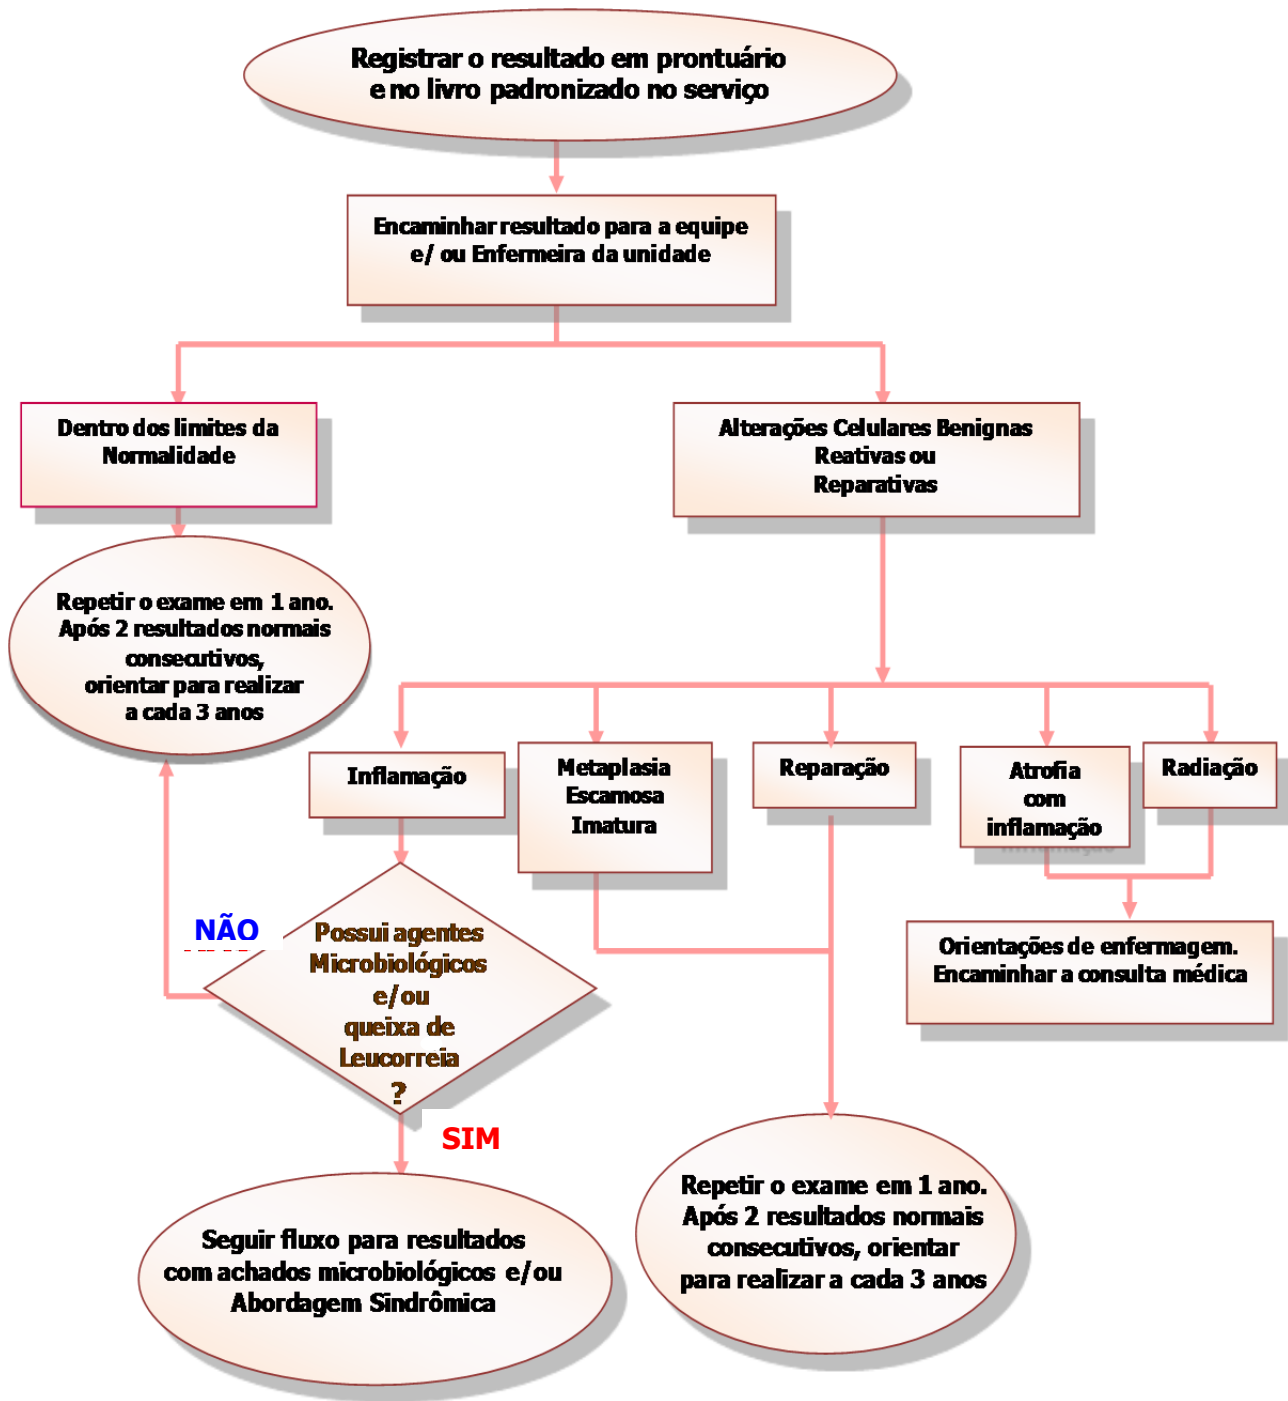 Registrar o resultado em prontuário
e no livro padronizado no serviço
Encaminhar resultado para a equipe
e/ ou Enfermeira da unidade
Dentro dos limites da
Normalidade
Alterações Celulares Benignas
Reativas ou
Reparativas
Repetir o exame em 1 ano.
Após 2 resultados normais
consecutivos,
orientar para realizar
a cada 3 anos
Inflamação
Metaplasia
Escamosa
Imatura
Reparação
Atrofia
com
inflamação
Radiação
NÃO
Possui agentes
Microbiológicos
e/ou
queixa de
Leucorreia
?
Orientações de enfermagem.
Encaminhar a consulta médica
SIM
Seguir fluxo para resultados
com achados microbiológicos e/ou
Abordagem Sindrômica
Repetir o exame em 1 ano.
Após 2 resultados normais
consecutivos, orientar
para realizar a cada 3 anos